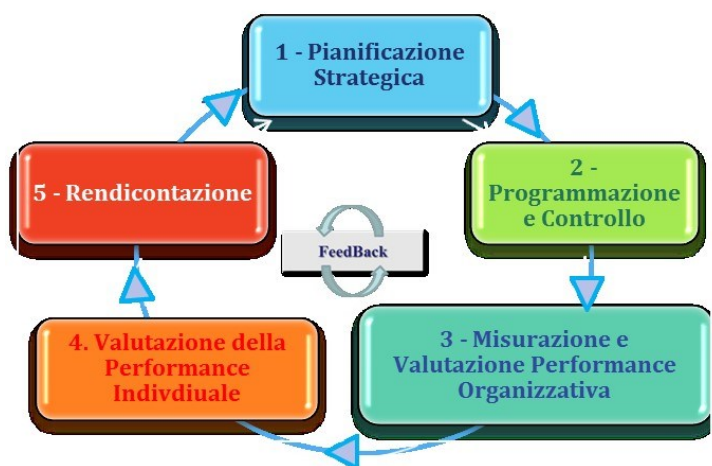 1 - Pianificazione
Strategica
2 -
Programmazione
e Controllo
3 - Misurazione e
Valutazione Performance
Organizzativa
4. Valutazione della
Performance
Indivdiuale
5 - Rendicontazione
FeedBack